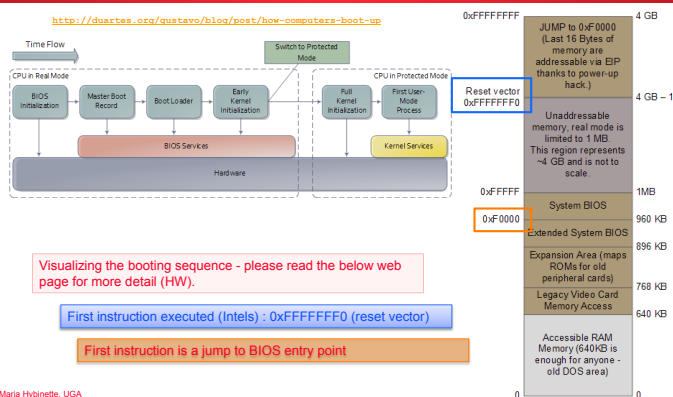 http://duartes.org/gustavo/blog/post/how-computers-boot-up
Time Flow
Switch to Protected
Mode
CPU in Real Mode
CPU in Protected Mode
BIOS
Initialization
Master Boot
Record
Boot Loader
Early
Kernel
Initialization
Full
Kernel
Initialization
First User-
Mode
Process
BIOS Services
Kernel Services
Hardware
Visualizing the booting sequence - please read the below web
page for more detail (HW).
First instruction executed (Intels) : 0xFFFFFFF0 (reset vector)
First instruction is a jump to BIOS entry point
Maria Hybinette, UGA
0xFFFFFFFF
4 GB
JUMP to 0xF0000
(Last 16 Bytes of
memory are
addressable via EIP
thanks to power-up
hack.)
Reset vector
0xFFFFFFF0
4 GB – 1
Unaddressable
memory, real mode is
limited to 1 MB.
This region represents
~4 GB and is not to
scale.
0xFFFFF
1MB
System BIOS
0xF0000
960 KB
Extended System BIOS
896 KB
Expansion Area (maps
ROMs for old
peripheral cards)
768 KB
Legacy Video Card
Memory Access
640 KB
Accessible RAM
Memory (640KB is
enough for anyone -
old DOS area)
0
0